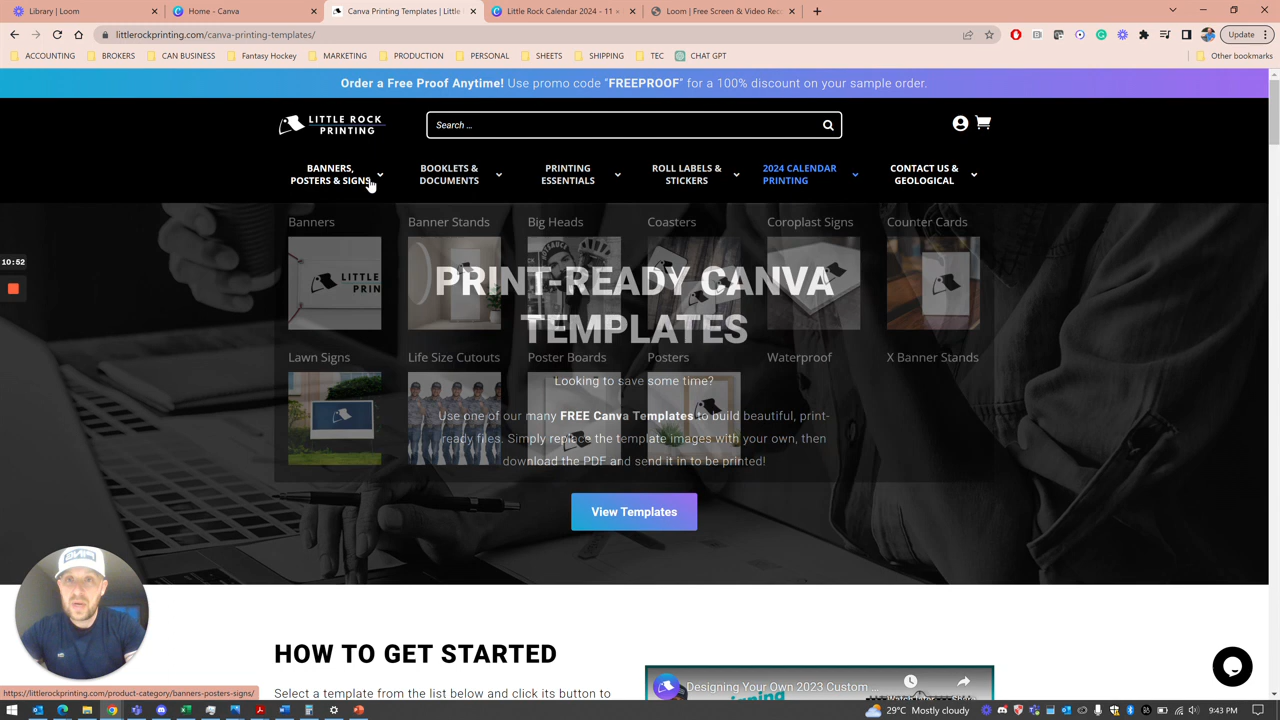 Library | Loom
Home - Canva
Canva Printing Templates | Little
Little Rock Calendar 2024 - 11 ×
Loom | Free Screen & Video Rec
littlerockprinting.com/canva-printing-templates/
Update
ACCOUNTING
BROKERS
CAN BUSINESS
Fantasy Hockey
MARKETING
PRODUCTION
PERSONAL
SHEETS
SHIPPING
TEC
CHAT GPT
Other bookmarks
Order a Free Proof Anytime! Use promo code "FREEPROOF" for a 100% discount on your sample order.
LITTLE ROCK
PRINTING
Search ...
BANNERS,
POSTERS & SIGNS
BOOKLETS &
DOCUMENTS
PRINTING
ESSENTIALS
ROLL LABELS &
STICKERS
2024 CALENDAR
PRINTING
CONTACT US &
GEOLOGICAL
Banners
Banner Stands
Big Heads
Coasters
Coroplast Signs
Counter Cards
10:52
PRINT-READY CANVA
TEMPLATES
Lawn Signs
Life Size Cutouts
Poster Boards
Posters
Waterproof
X Banner Stands
Looking to save some time?
Use one of our many FREE Canva Templates to build beautiful, print-
ready files. Simply replace the template images with your own, then
download the PDF and send it in to be printed!
View Templates
HOW TO GET STARTED
Select a template from the list below and click its button to
Designing Your Own 2023 Custom ...
https://littlerockprinting.com/product-category/banners-posters-signs/
29°C Mostly cloudy
9:43 PM